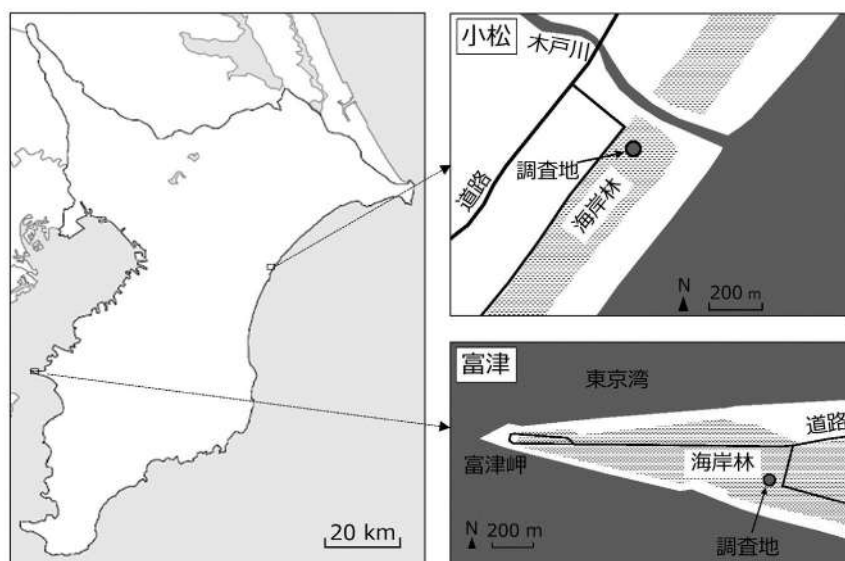 小松
木戸川
調査地
道路
海岸林
N
200 m
20 km
富津
東京湾
道路
海岸林
富津岬
N 200 m
調査地